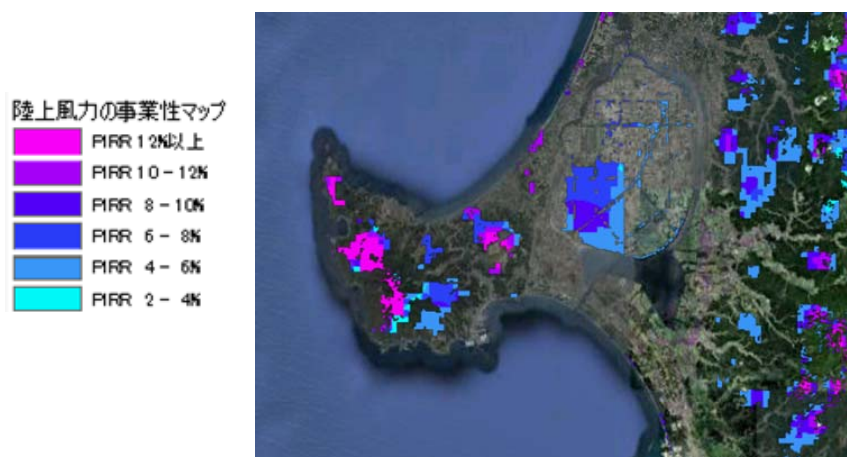 陸上風力の事業性マップ
PIRR 12%以上
PIRR 10 - 12%
PIRR 8 - 10%
PIRR 6 - 8%
PIRR 4 - 6%
PIRR 2 - 4%